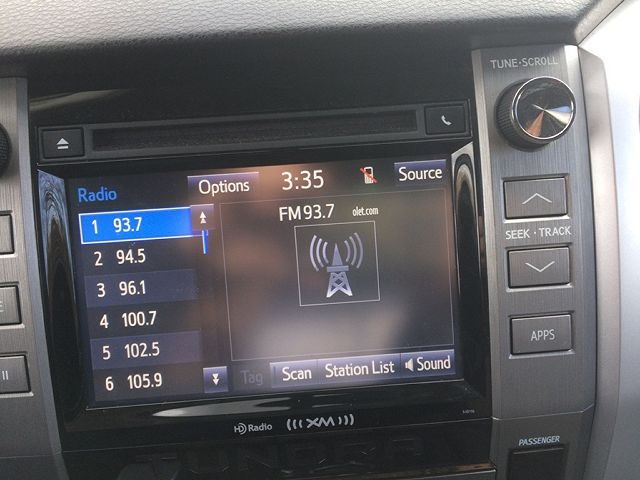 TUNE·SCROLL
Radio
Options
3:35
Source
1 93.7
FM 93.7 olet.com
2 94.5
3 96.1
4 100.7
5 102.5
6 105.9
Tag
Scan
Station List
Sound
SEEK·TRACK
APPS
HD Radio
XM
PASSENGER
TUNDRA